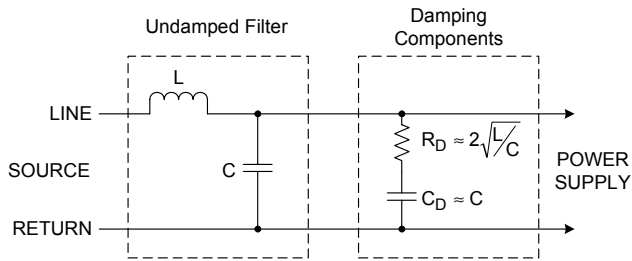 Undamped Filter
Damping
Components
L
LINE
R_D ≈ 2√L/C
SOURCE
C
POWER
SUPPLY
C_D ≈ C
RETURN